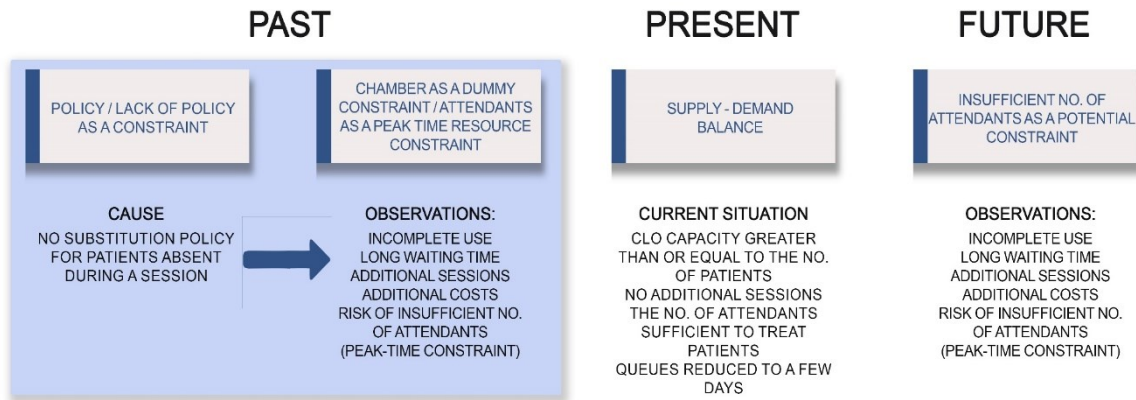 PAST
PRESENT
FUTURE
POLICY / LACK OF POLICY
AS A CONSTRAINT
CHAMBER AS A DUMMY
CONSTRAINT / ATTENDANTS
AS A PEAK TIME RESOURCE
CONSTRAINT
SUPPLY - DEMAND
BALANCE
INSUFFICIENT NO. OF
ATTENDANTS AS A POTENTIAL
CONSTRAINT
CAUSE
NO SUBSTITUTION POLICY
FOR PATIENTS ABSENT
DURING A SESSION
OBSERVATIONS:
INCOMPLETE USE
LONG WAITING TIME
ADDITIONAL SESSIONS
ADDITIONAL COSTS
RISK OF INSUFFICIENT NO.
OF ATTENDANTS
(PEAK-TIME CONSTRAINT)
CURRENT SITUATION
CLO CAPACITY GREATER
THAN OR EQUAL TO THE NO.
OF PATIENTS
NO ADDITIONAL SESSIONS
THE NO. OF ATTENDANTS
SUFFICIENT TO TREAT
PATIENTS
QUEUES REDUCED TO A FEW
DAYS
OBSERVATIONS:
INCOMPLETE USE
LONG WAITING TIME
ADDITIONAL SESSIONS
ADDITIONAL COSTS
RISK OF INSUFFICIENT NO.
OF ATTENDANTS
(PEAK-TIME CONSTRAINT)